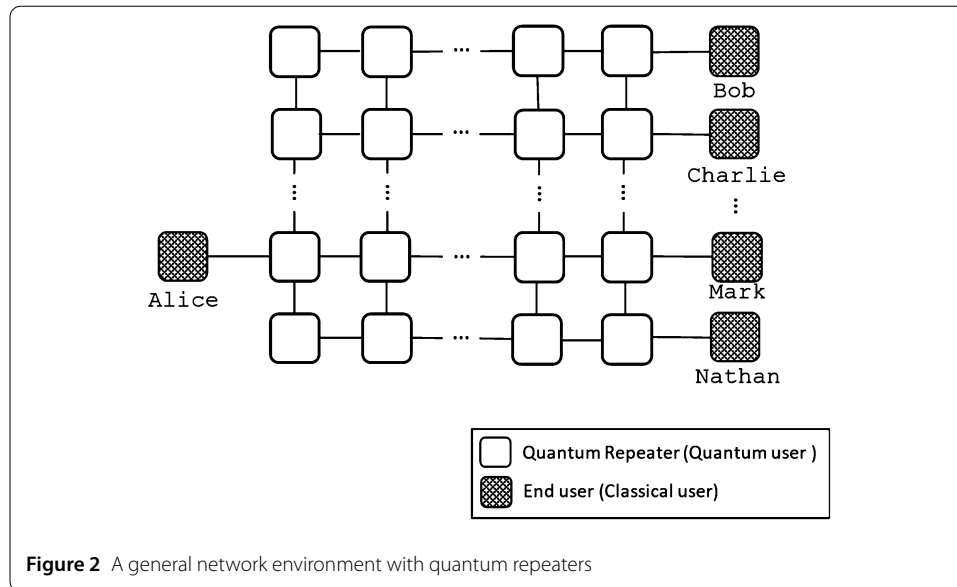 ...
Bob
...
Charlie
...
Alice
...
Mark
...
Nathan
Quantum Repeater (Quantum user )
End user (Classical user)
Figure 2 A general network environment with quantum repeaters